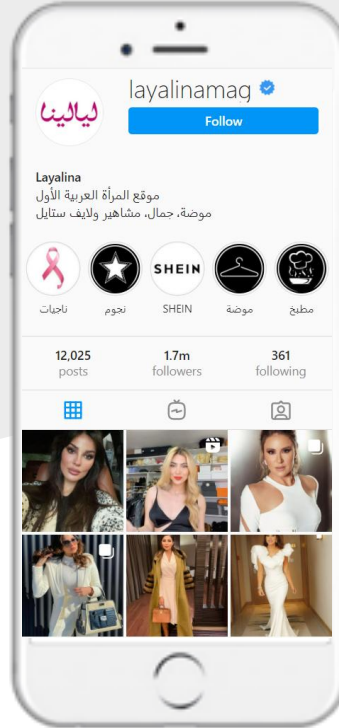 ليالينا
layalinamag
Follow
Layalina
موقع المرأة العربية الأول
موضة، جمال، مشاهير ولايف ستايل
SHEIN
ناجيات
نجوم
SHEIN
موضة
مطبخ
12,025
posts
1.7m
followers
361
following